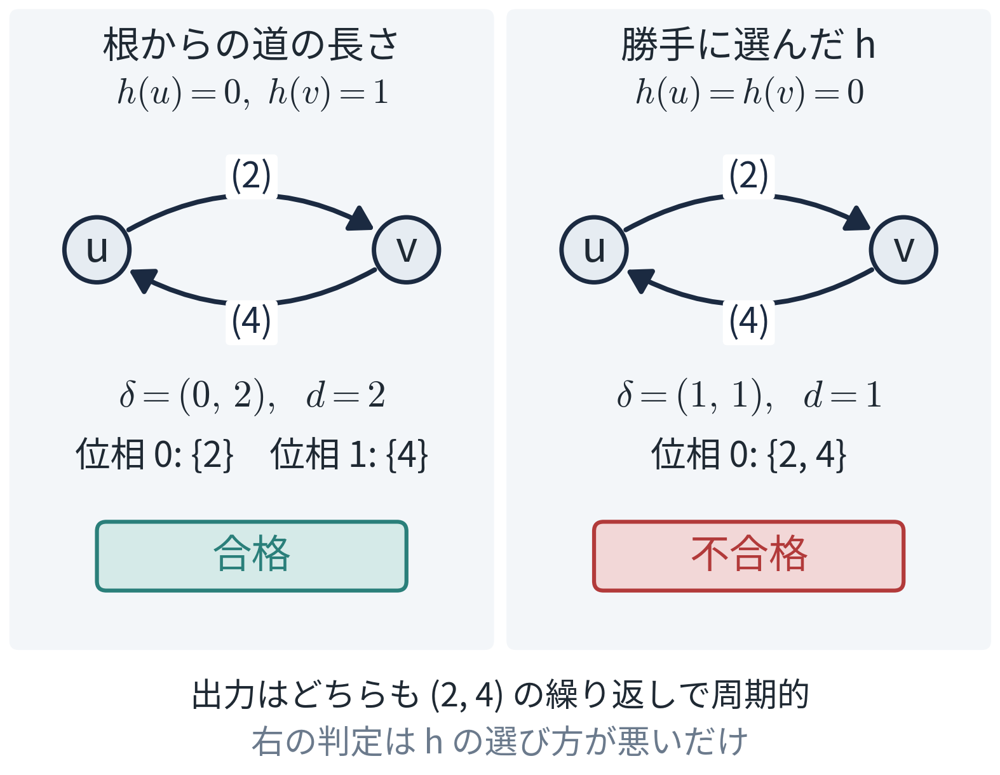 根からの道の長さ
h(u) = 0, h(v) = 1
(2)
u
v
(4)
δ = (0, 2), d = 2
位相 0: {2} 位相 1: {4}
合格
勝手に選んだ h
h(u) = h(v) = 0
(2)
u
v
(4)
δ = (1, 1), d = 1
位相 0: {2, 4}
不合格
出力はどちらも (2, 4) の繰り返しで周期的
右の判定は h の選び方が悪いだけ